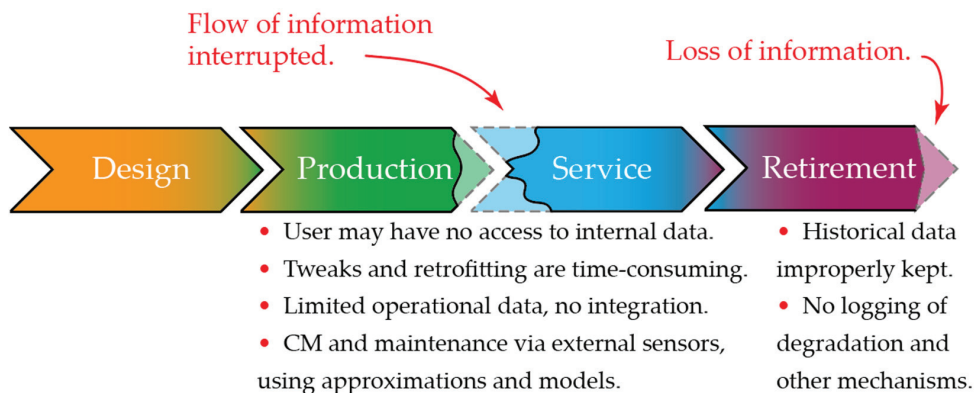 Flow of information
interrupted.
Loss of information.
Design
Production
Service
Retirement
• User may have no access to internal data.
• Tweaks and retrofitting are time-consuming.
• Limited operational data, no integration.
• CM and maintenance via external sensors,
using approximations and models.
• Historical data
improperly kept.
• No logging of
degradation and
other mechanisms.